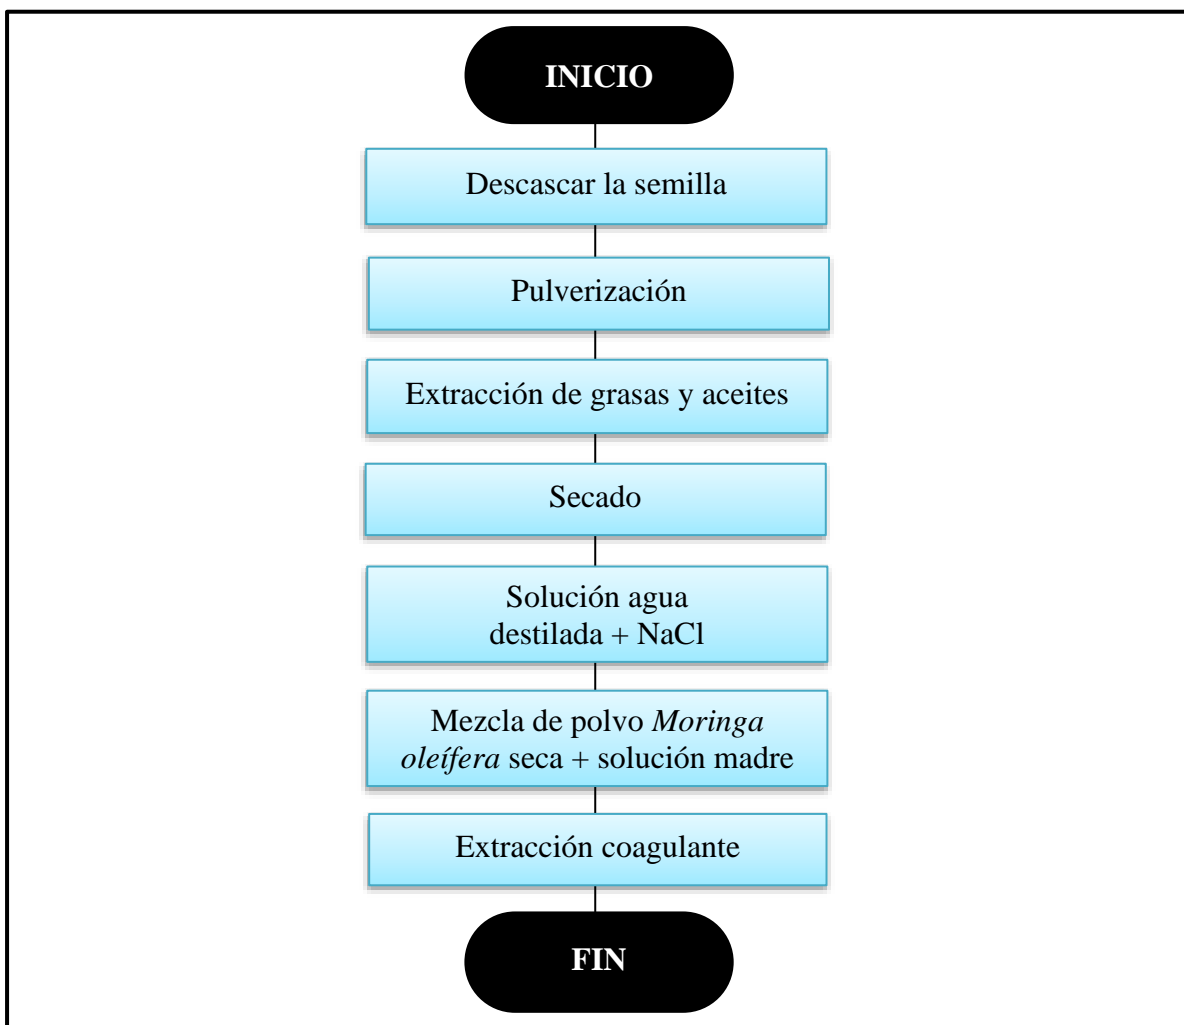 INICIO
Descascar la semilla
Pulverización
Extracción de grasas y aceites
Secado
Solución agua
destilada + NaCl
Mezcla de polvo Moringa
oleífera seca + solución madre
Extracción coagulante
FIN